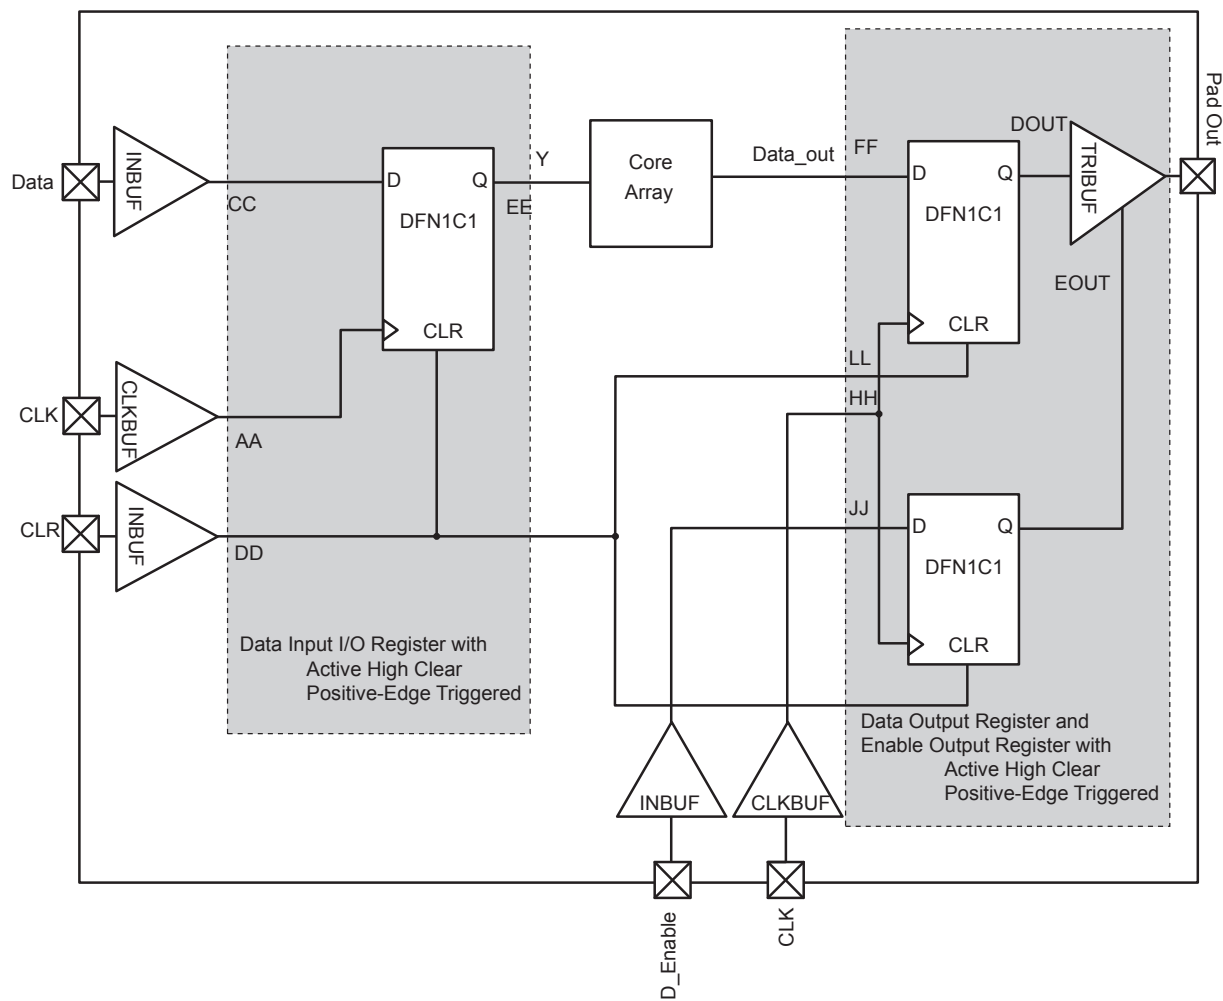 Data
INBUF
CC
D
Q
DFN1C1
CLR
Y
EE
Core
Array
Data_out
FF
D
Q
DFN1C1
CLR
DOUT
TRIBUF
Pad Out
EOUT
CLK
CLKBUF
AA
LL
HH
CLR
INBUF
DD
JJ
D
Q
DFN1C1
CLR
Data Input I/O Register with
Active High Clear
Positive-Edge Triggered
Data Output Register and
Enable Output Register with
Active High Clear
Positive-Edge Triggered
INBUF
CLKBUF
D_Enable
CLK